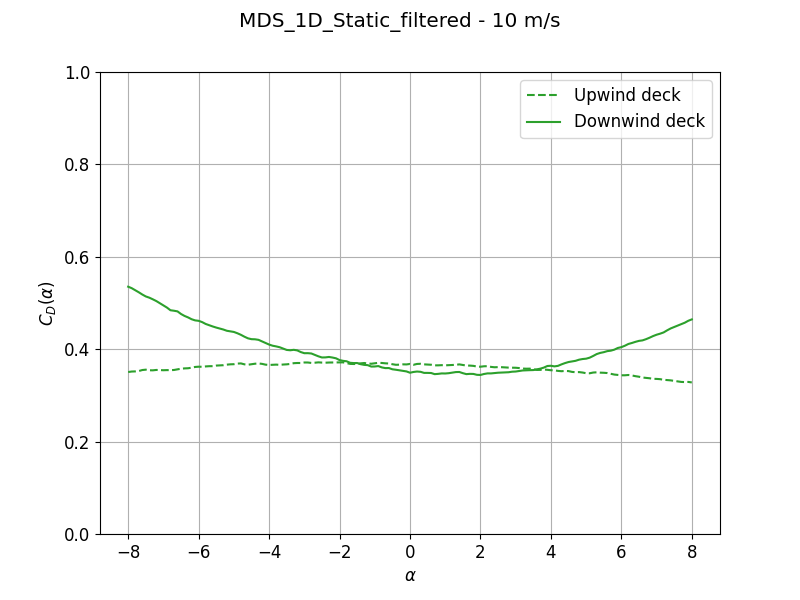 MDS_1D_Static_filtered - 10 m/s
1.0
0.8
0.6
0.4
0.2
0.0
C_D(α)
Upwind deck
Downwind deck
−8 −6 −4 −2 0 2 4 6 8
α